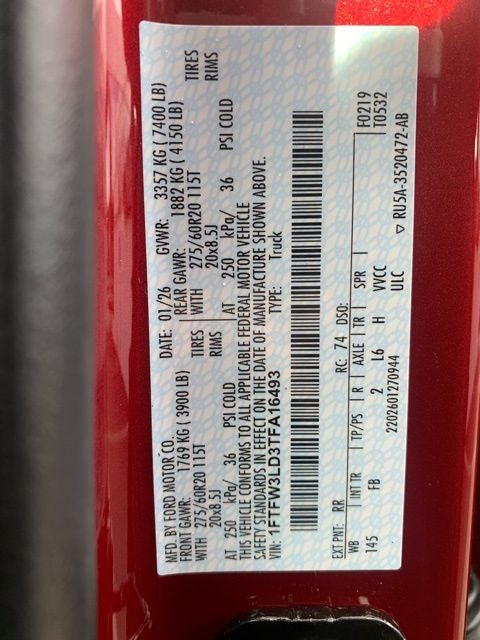 MFD. BY FORD MOTOR CO.
DATE: 01/26 GVWR: 3357 KG ( 7400 LB)
FRONT GAWR: 1769 KG ( 3900 LB) REAR GAWR: 1882 KG ( 4150 LB)
WITH 275/60R20 115T TIRES WITH 275/60R20 115T TIRES
20x8.5J RIMS 20x8.5J RIMS
AT 250 kPa/ 36 PSI COLD AT 250 kPa/ 36 PSI COLD
THIS VEHICLE CONFORMS TO ALL APPLICABLE FEDERAL MOTOR VEHICLE
SAFETY STANDARDS IN EFFECT ON THE DATE OF MANUFACTURE SHOWN ABOVE.
VIN: 1FTFW3LD3TFA16493 TYPE: Truck
F0219
T0532
EXT PNT: RR RC: 74 DSO:
WB INT TR TP/PS R AXLE TR SPR
145 FB 2 L6 H VVCC
ULC
2202601270944
▽ RU5A-3520472-AB